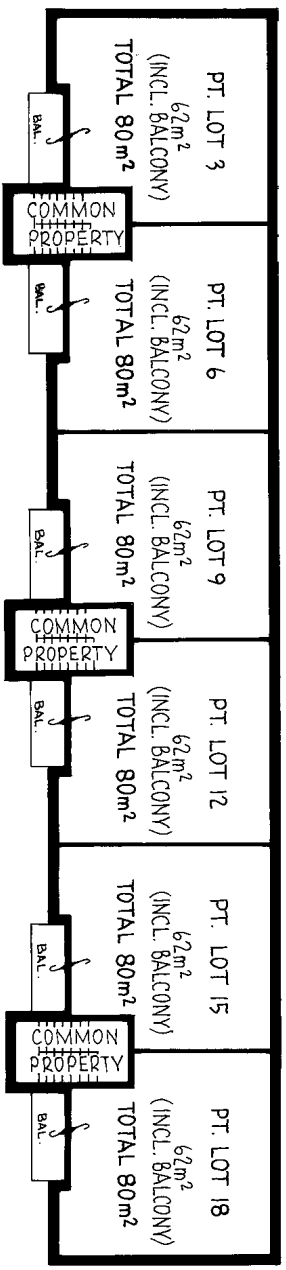 PT. LOT 3
62m²
(INCL. BALCONY)
TOTAL 80m²
BAL.
COMMON
PROPERTY
PT. LOT 6
62m²
(INCL. BALCONY)
TOTAL 80m²
BAL.
PT. LOT 9
62m²
(INCL. BALCONY)
TOTAL 80m²
BAL.
COMMON
PROPERTY
PT. LOT 12
62m²
(INCL. BALCONY)
TOTAL 80m²
BAL.
PT. LOT 15
62m²
(INCL. BALCONY)
TOTAL 80m²
BAL.
COMMON
PROPERTY
PT. LOT 18
62m²
(INCL. BALCONY)
TOTAL 80m²
BAL.